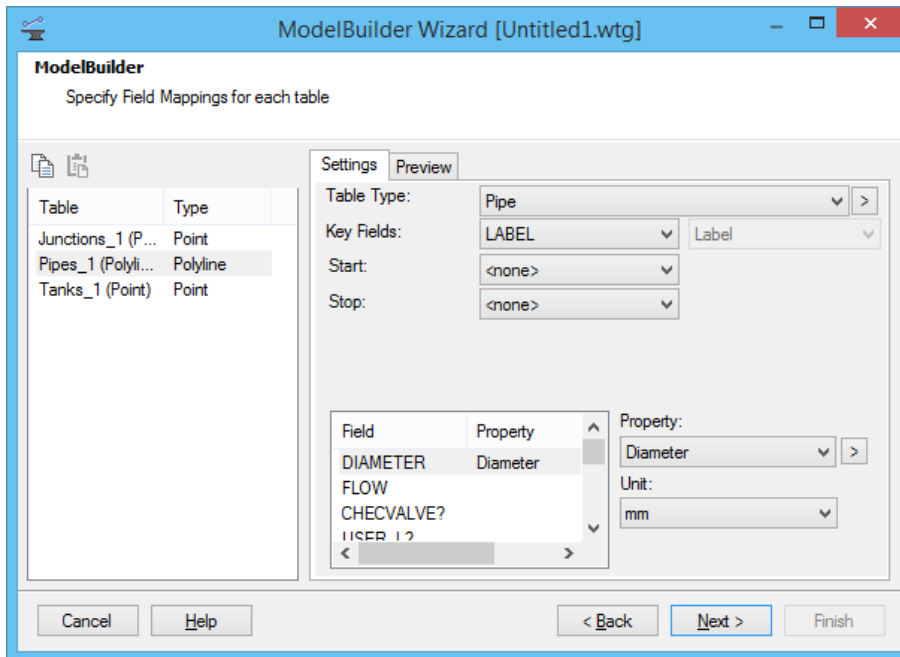 ModelBuilder Wizard [Untitled1.wtg]
ModelBuilder
Specify Field Mappings for each table
Table Type
Junctions_1 (P... Point
Pipes_1 (Polyli... Polyline
Tanks_1 (Point) Point
Settings Preview
Table Type: Pipe >
Key Fields: LABEL Label
Start: <none>
Stop: <none>
Field Property
DIAMETER Diameter
FLOW
CHECVALVE?
Property:
Diameter >
Unit:
mm
Cancel Help < Back Next > Finish